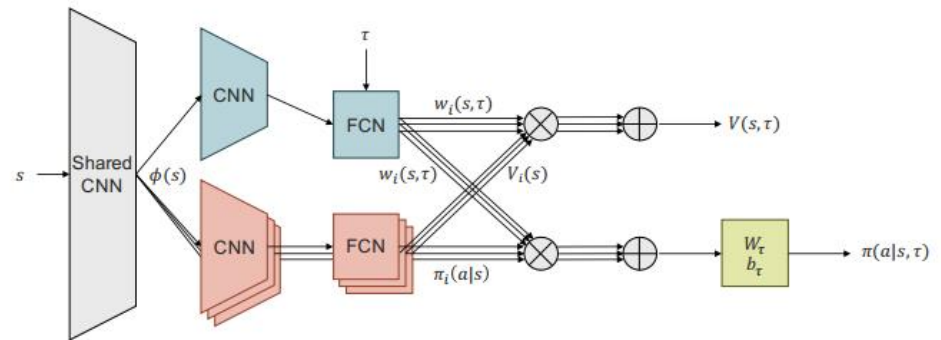 s
Shared
CNN
ϕ(s)
CNN
τ
FCN
w_i(s,τ)
w_i(s,τ)
V_i(s)
V(s,τ)
CNN
FCN
π_i(a|s)
W_τ
b_τ
π(a|s,τ)